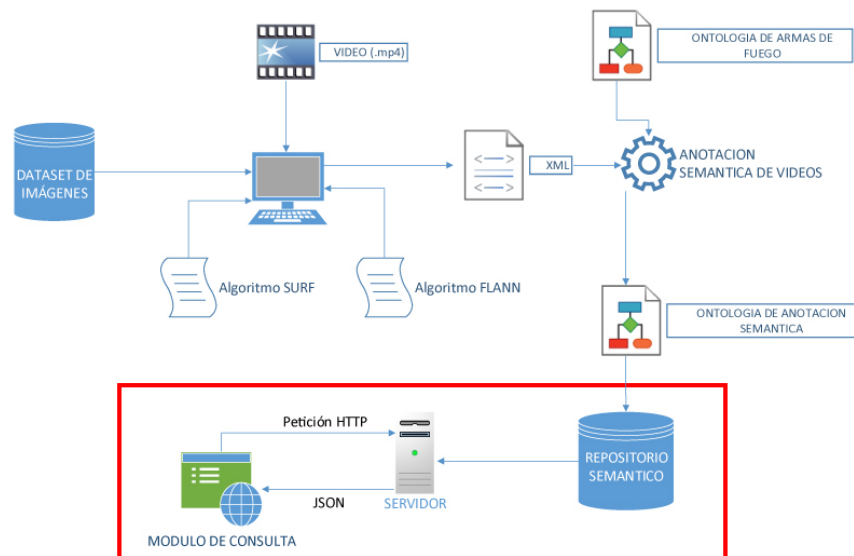 VIDEO (.mp4)
ONTOLOGIA DE ARMAS DE
FUEGO
DATASET DE
IMÁGENES
XML
ANOTACION
SEMANTICA DE VIDEOS
Algoritmo SURF
Algoritmo FLANN
ONTOLOGIA DE ANOTACION
SEMANTICA
Petición HTTP
REPOSITORIO
SEMANTICO
JSON
SERVIDOR
MODULO DE CONSULTA